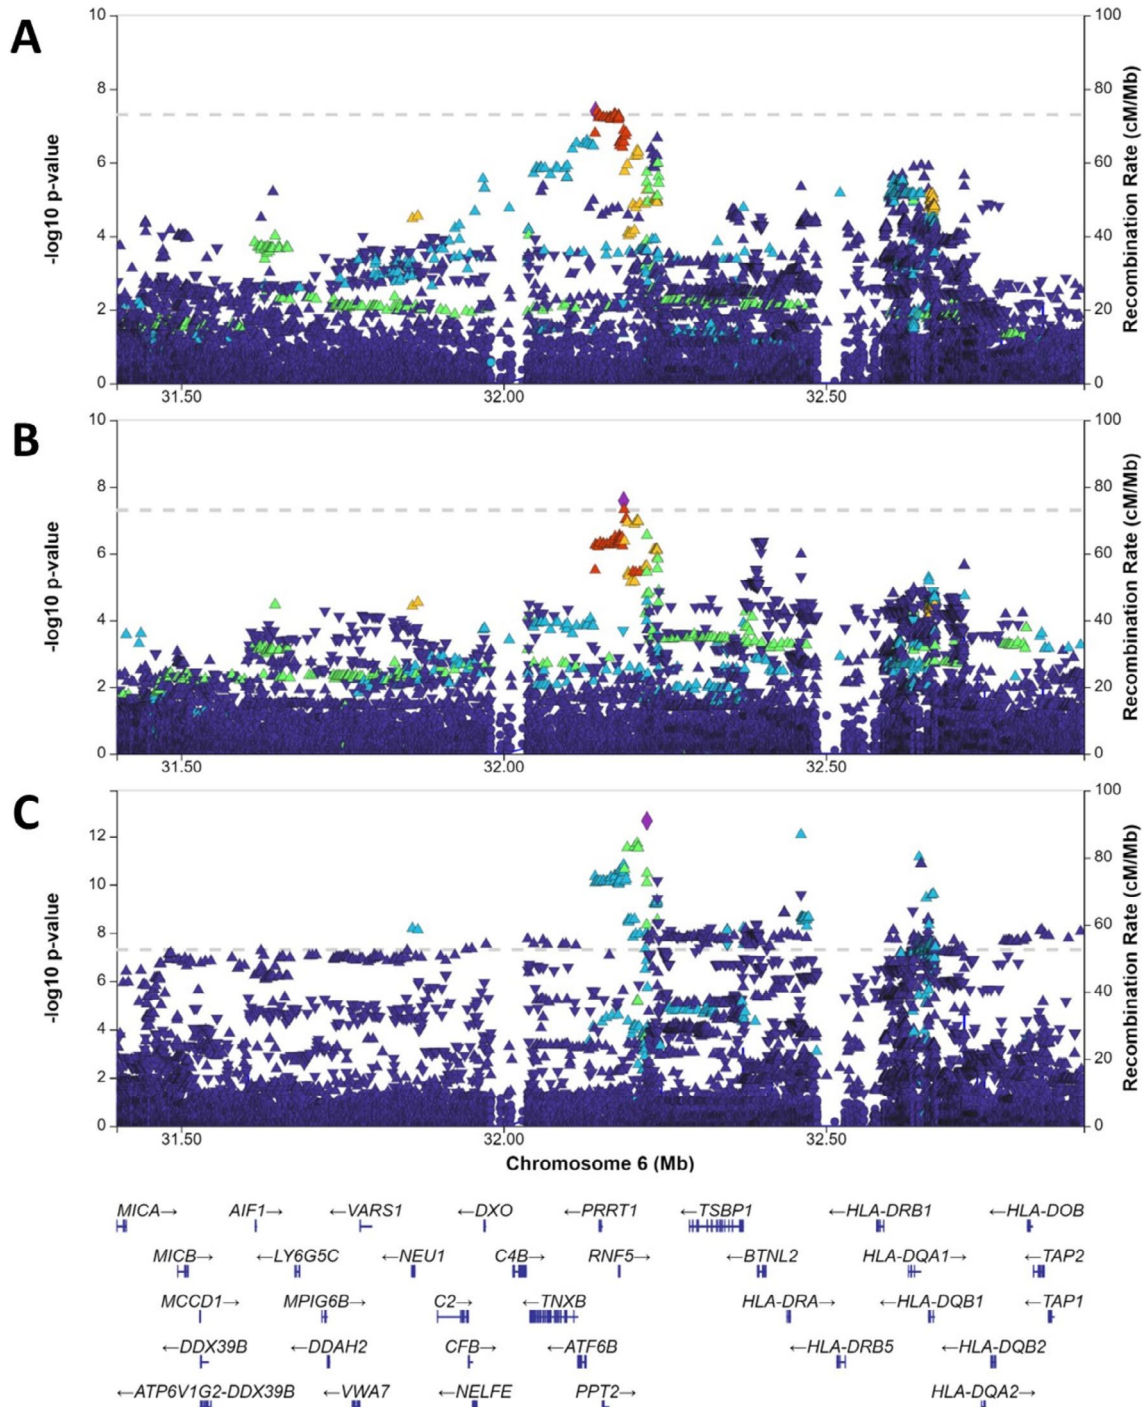 A
10
8
6
4
2
0
-log10 p-value
100
80
60
40
20
0
Recombination Rate (cM/Mb)
31.50 32.00 32.50
B
10
8
6
4
2
0
-log10 p-value
100
80
60
40
20
0
Recombination Rate (cM/Mb)
31.50 32.00 32.50
C
12
10
8
6
4
2
0
-log10 p-value
100
80
60
40
20
0
Recombination Rate (cM/Mb)
31.50 32.00 32.50
Chromosome 6 (Mb)
MICA→ AIF1→ ←VARS1 ←DXO ←PRRT1 ←TSBP1 ←HLA-DRB1 ←HLA-DOB
MICB→ ←LY6G5C ←NEU1 C4B→ RNF5→ ←BTNL2 HLA-DQA1→ ←TAP2
MCCD1→ MPIG6B→ C2→ ←TNXB HLA-DRA→ ←HLA-DQB1 ←TAP1
←DDX39B ←DDAH2 CFB→ ←ATF6B ←HLA-DRB5 ←HLA-DQB2
←ATP6V1G2-DDX39B ←VWA7 ←NELFE PPT2→ HLA-DQA2→